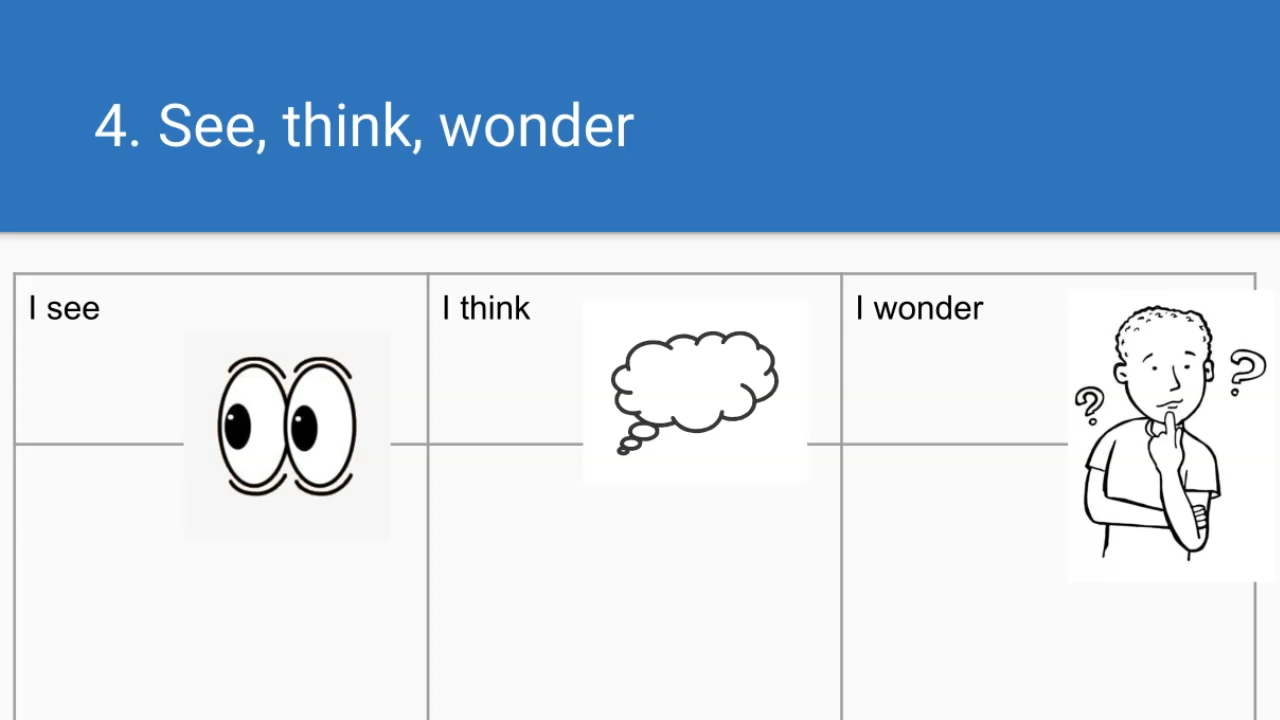 4. See, think, wonder
I see
I think
I wonder
? ?